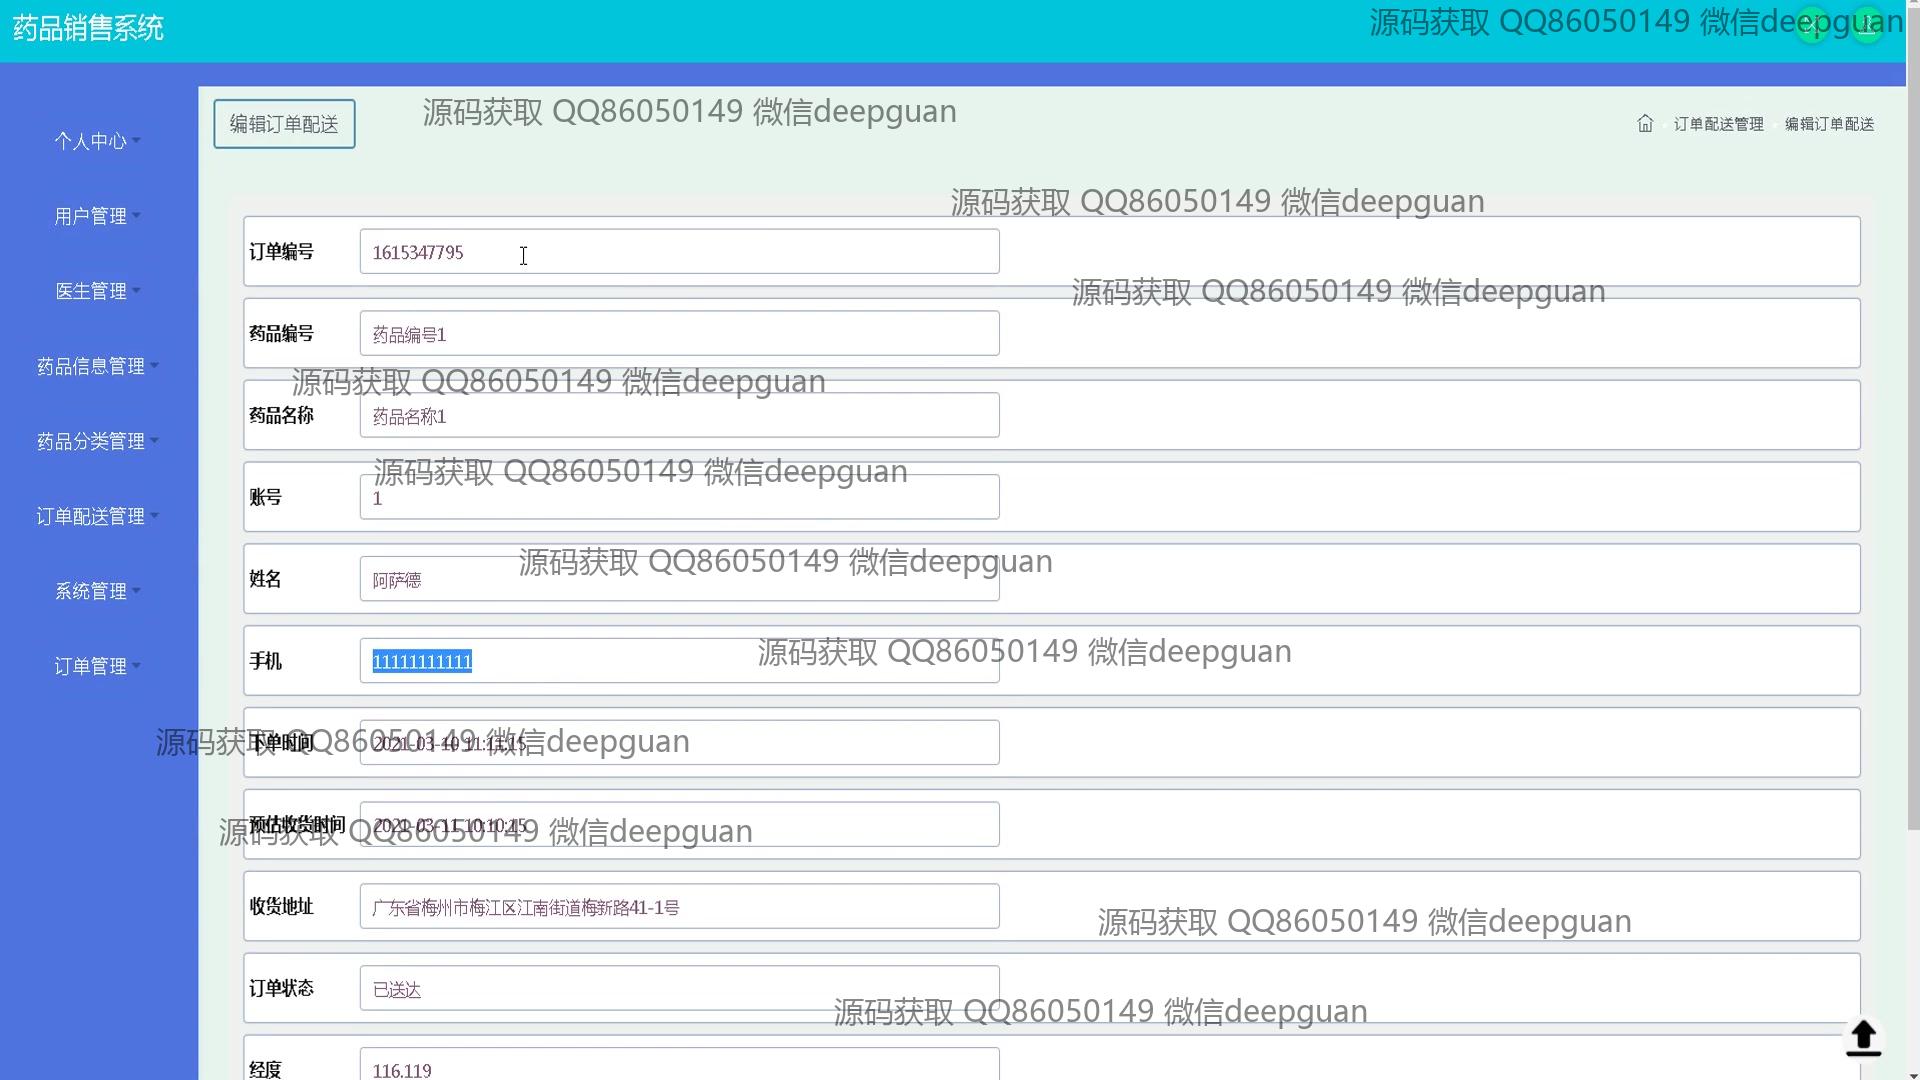 药品销售系统
源码获取 QQ86050149 微信deepguan
编辑订单配送
源码获取 QQ86050149 微信deepguan
订单配送管理 编辑订单配送
个人中心
用户管理
医生管理
药品信息管理
药品分类管理
订单配送管理
系统管理
订单管理
源码获取 QQ86050149 微信deepguan
订单编号 1615347795
源码获取 QQ86050149 微信deepguan
药品编号 药品编号1
源码获取 QQ86050149 微信deepguan
药品名称 药品名称1
源码获取 QQ86050149 微信deepguan
账号 1
源码获取 QQ86050149 微信deepguan
姓名 阿萨德
源码获取 QQ86050149 微信deepguan
手机 11111111111
源码获取 QQ86050149 微信deepguan
下单时间 2021-03-10 11:11:15
源码获取 QQ86050149 微信deepguan
预估收货时间 2021-03-11 10:10:15
收货地址 广东省梅州市梅江区江南街道梅新路41-1号
源码获取 QQ86050149 微信deepguan
订单状态 已送达
源码获取 QQ86050149 微信deepguan
经度 116.119